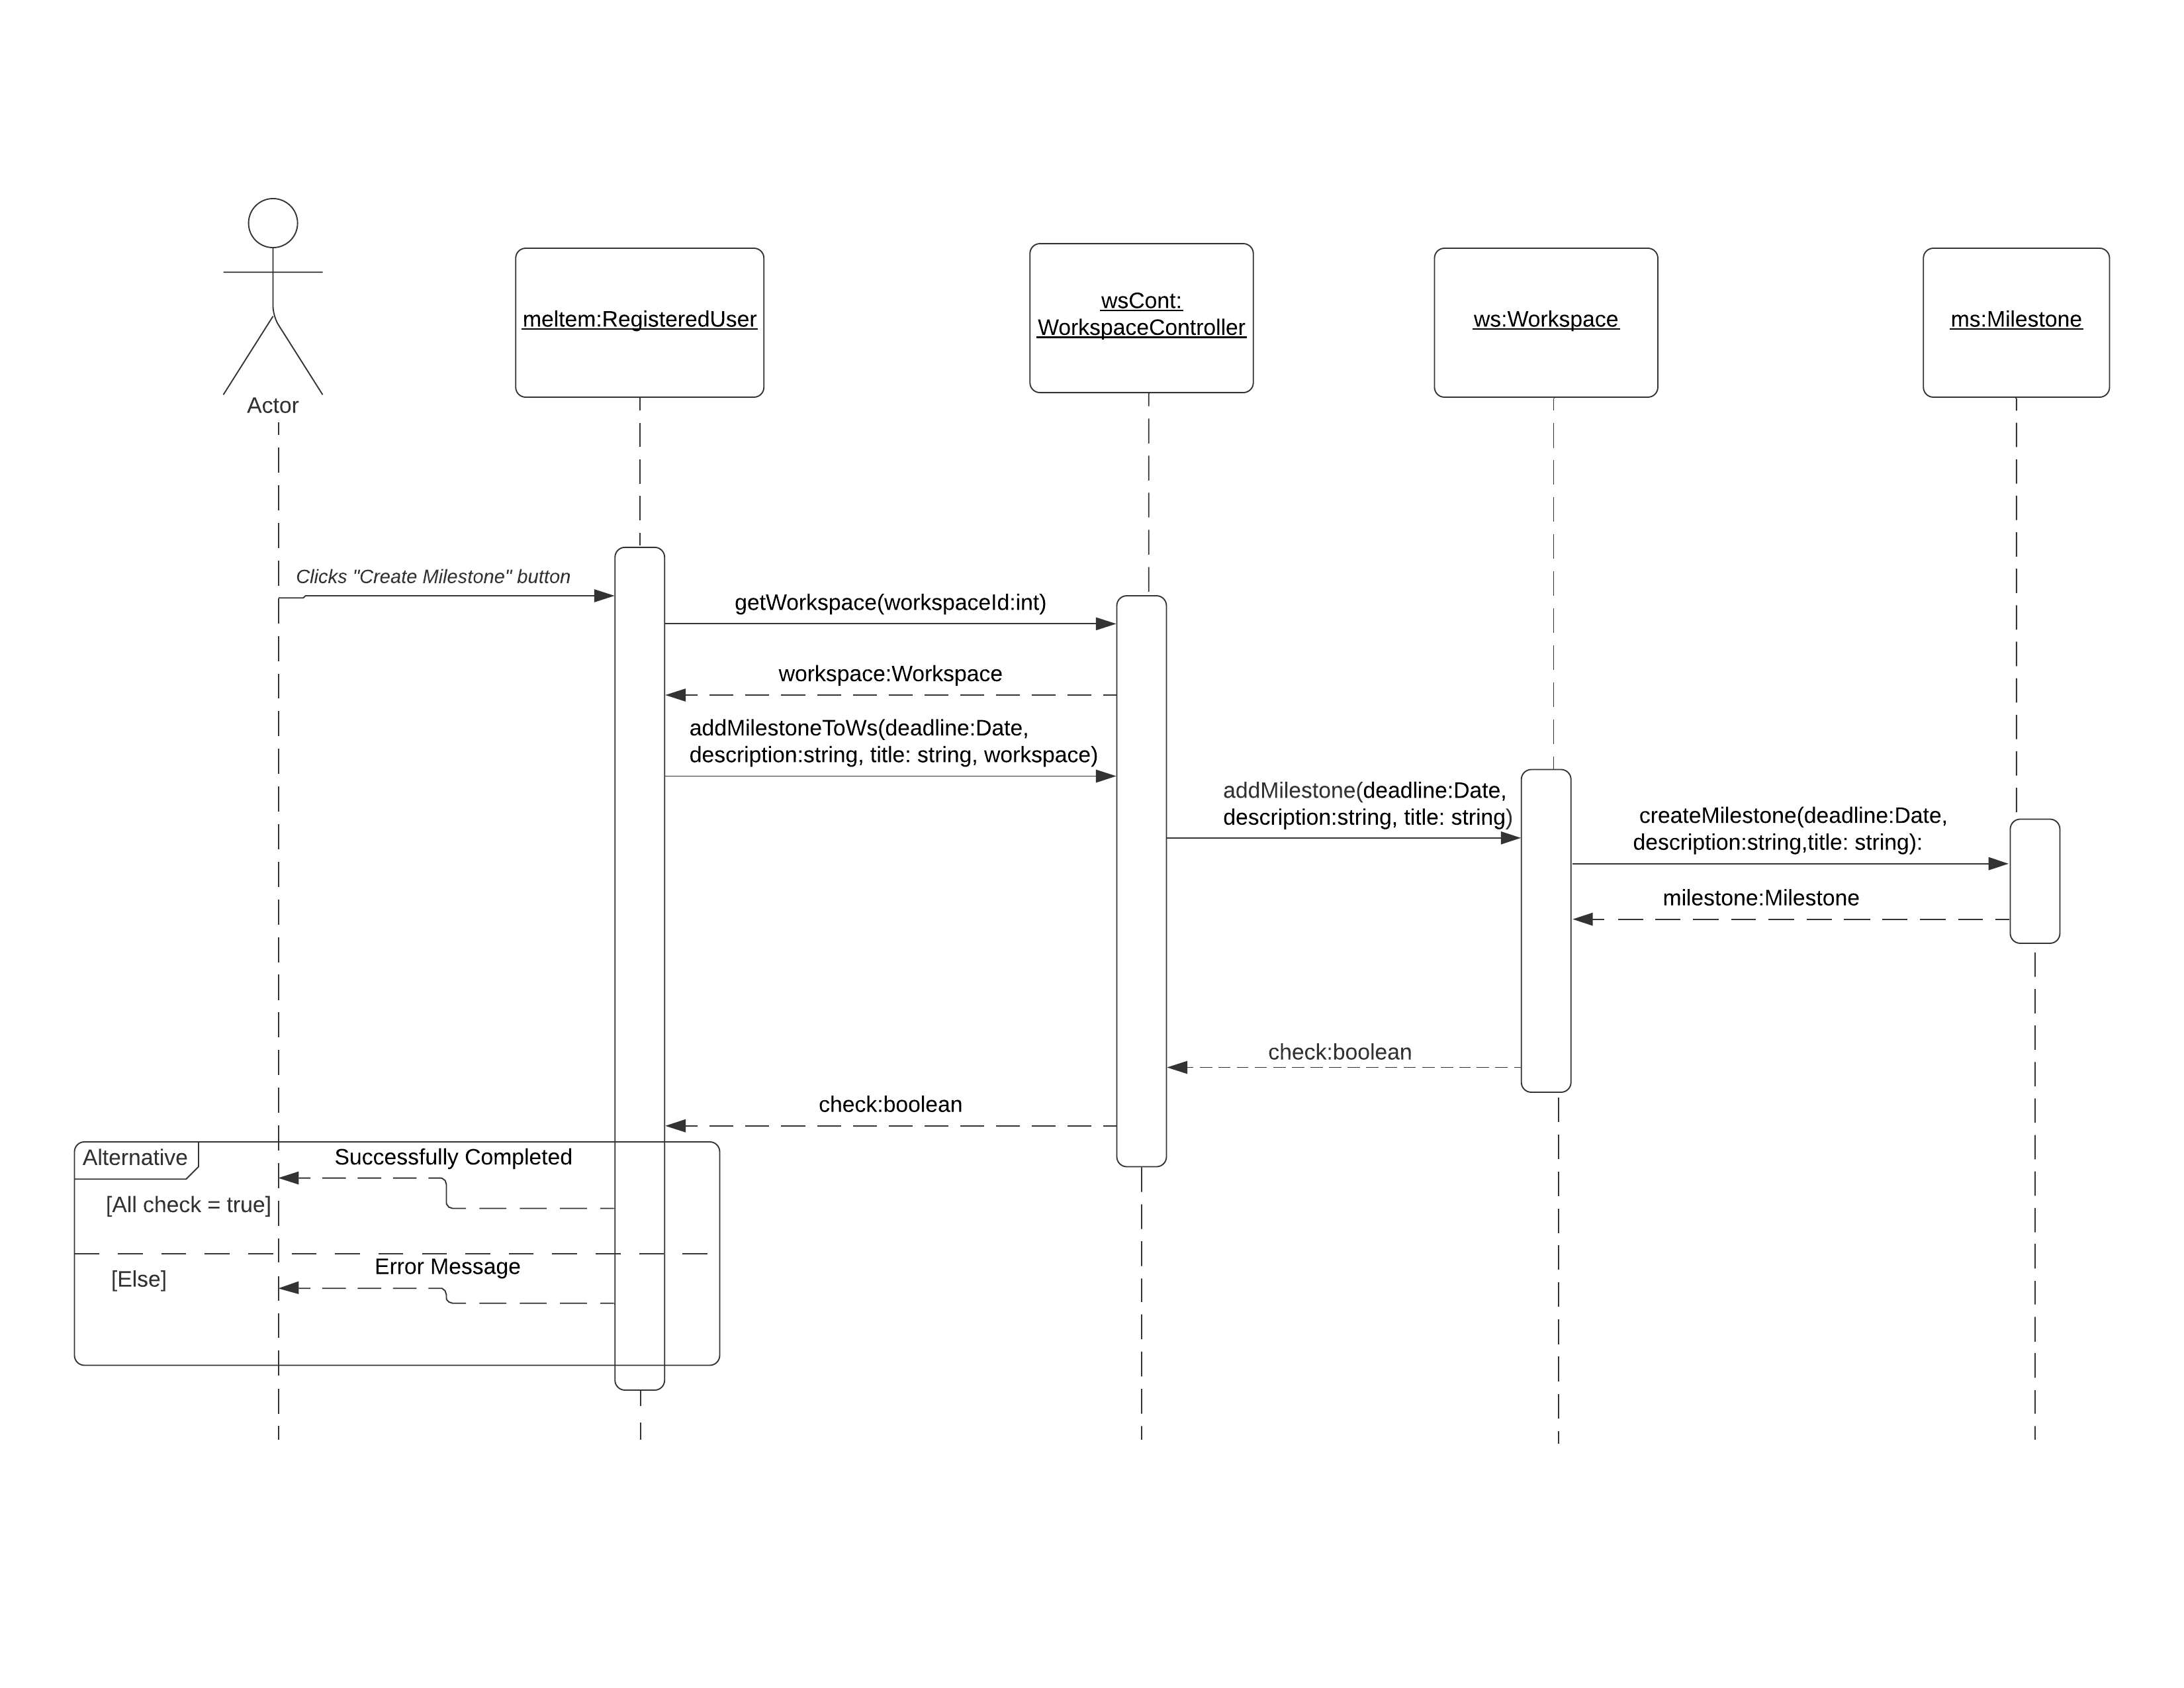 Actor
meltem:RegisteredUser
wsCont:
WorkspaceController
ws:Workspace
ms:Milestone
Clicks "Create Milestone" button
getWorkspace(workspaceId:int)
workspace:Workspace
addMilestoneToWs(deadline:Date,
description:string, title: string, workspace)
addMilestone(deadline:Date,
description:string, title: string)
createMilestone(deadline:Date,
description:string,title: string):
milestone:Milestone
check:boolean
check:boolean
Alternative
Successfully Completed
[All check = true]
Error Message
[Else]